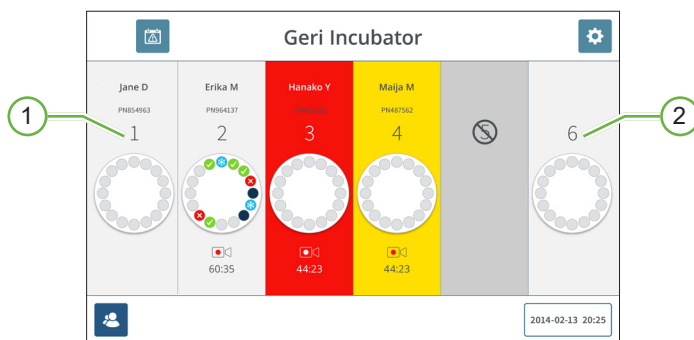 Geri Incubator
Jane D
PN854963
1
1
Erika M
PN964137
2
60:35
Hanako Y
3
44:23
Maija M
PN487562
4
44:23
5
6
2
2014-02-13 20:25